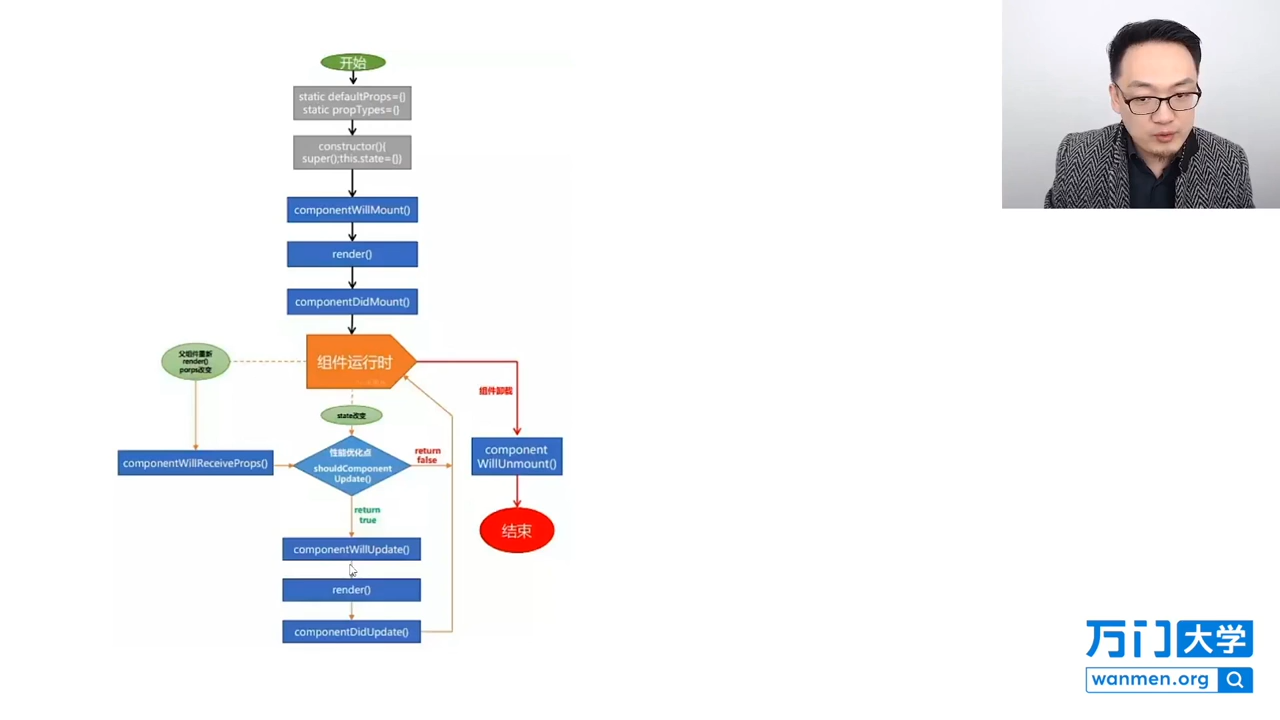 开始
static defaultProps={}
static propTypes={}
constructor(){
super();this.state={}}
componentWillMount()
render()
componentDidMount()
组件运行时
父组件重新
render()
porps改变
组件卸载
state改变
componentWillReceiveProps()
性能优化点
shouldComponent
Update()
return
false
component
WillUnmount()
return
true
结束
componentWillUpdate()
render()
componentDidUpdate()
万门大学
wanmen.org